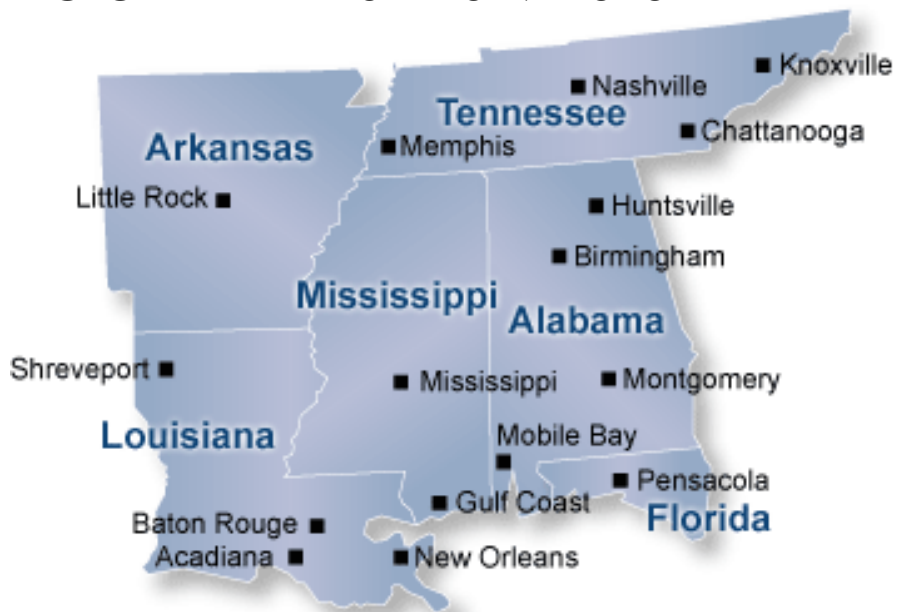 Knoxville
Nashville
Tennessee
Chattanooga
Memphis
Arkansas
Little Rock
Huntsville
Birmingham
Mississippi
Alabama
Shreveport
Mississippi
Montgomery
Louisiana
Mobile Bay
Pensacola
Gulf Coast
Florida
Baton Rouge
Acadiana
New Orleans